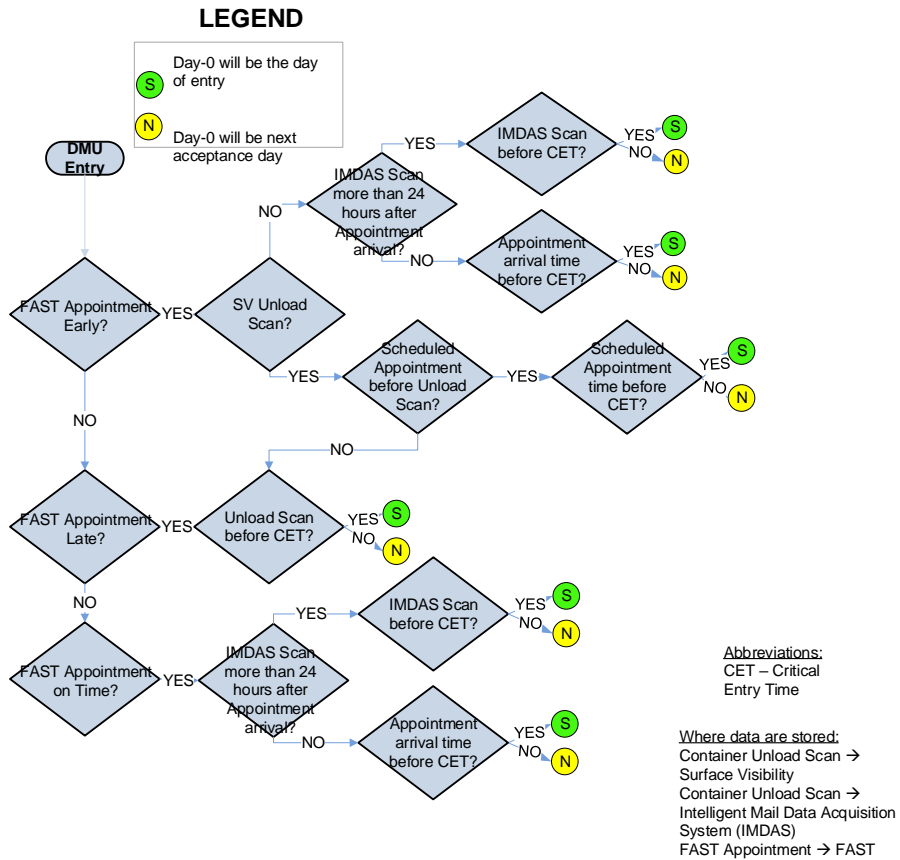 LEGEND
S
Day-0 will be the day
of entry
N
Day-0 will be next
acceptance day
DMU
Entry
FAST Appointment
Early?
YES
SV Unload
Scan?
NO
IMDAS Scan
more than 24
hours after
Appointment
arrival?
YES
IMDAS Scan
before CET?
YES
S
NO
N
NO
Appointment
arrival time
before CET?
YES
S
NO
N
YES
Scheduled
Appointment
before Unload
Scan?
YES
Scheduled
Appointment
time before
CET?
YES
S
NO
N
NO
NO
FAST Appointment
Late?
YES
Unload Scan
before CET?
YES
S
NO
N
NO
FAST Appointment
on Time?
YES
IMDAS Scan
more than 24
hours after
Appointment
arrival?
YES
IMDAS Scan
before CET?
YES
S
NO
N
NO
Appointment
arrival time
before CET?
YES
S
NO
N
Abbreviations:
CET – Critical
Entry Time
Where data are stored:
Container Unload Scan →
Surface Visibility
Container Unload Scan →
Intelligent Mail Data Acquisition
System (IMDAS)
FAST Appointment → FAST